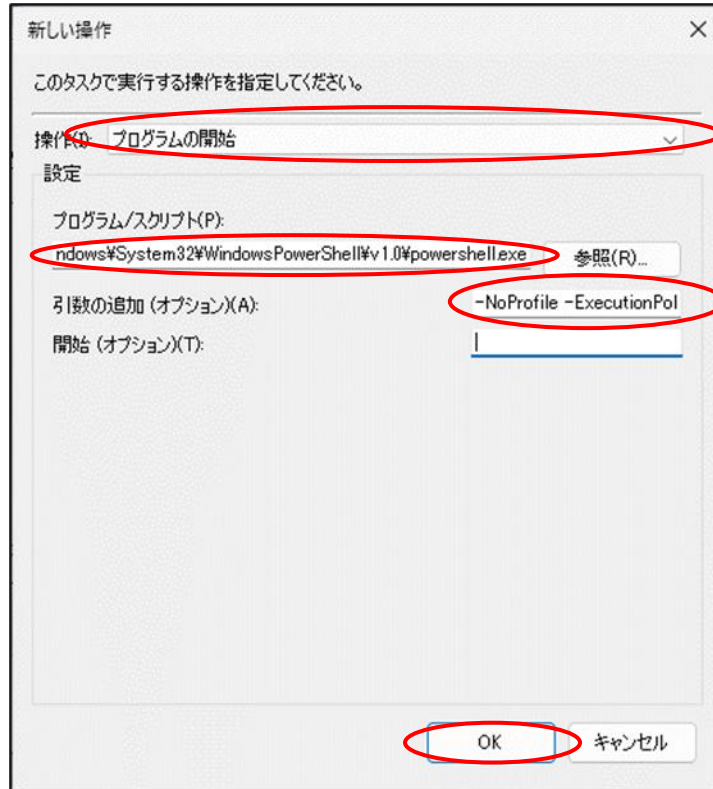 新しい操作
このタスクで実行する操作を指定してください。
操作(I): プログラムの開始
設定
プログラム/スクリプト(P):
ndows¥System32¥WindowsPowerShell¥v1.0¥powershell.exe 参照(R)...
引数の追加 (オプション)(A): -NoProfile -ExecutionPol
開始 (オプション)(T):
OK キャンセル